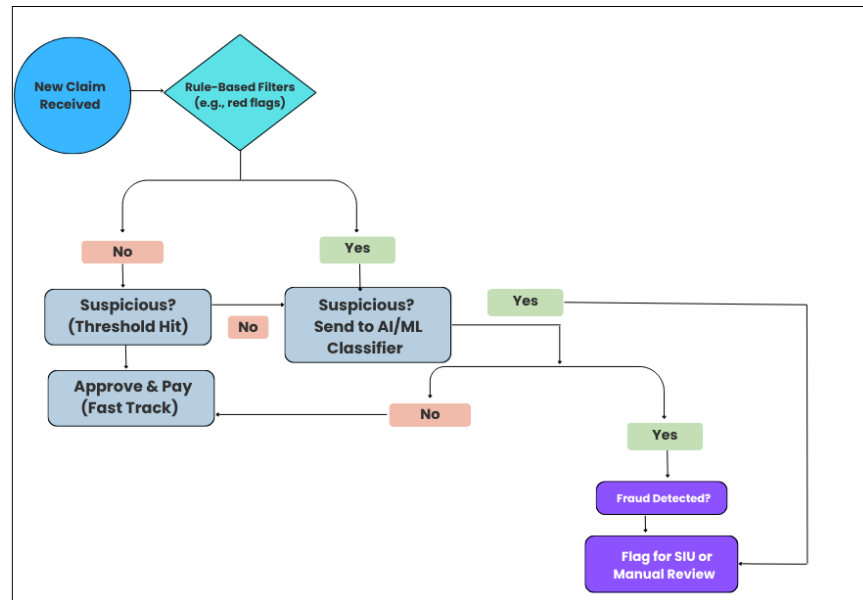 New Claim
Received
Rule-Based Filters
(e.g., red flags)
No
Yes
Suspicious?
(Threshold Hit)
No
Suspicious?
Send to AI/ML
Classifier
Yes
Approve & Pay
(Fast Track)
No
Yes
Fraud Detected?
Flag for SIU or
Manual Review